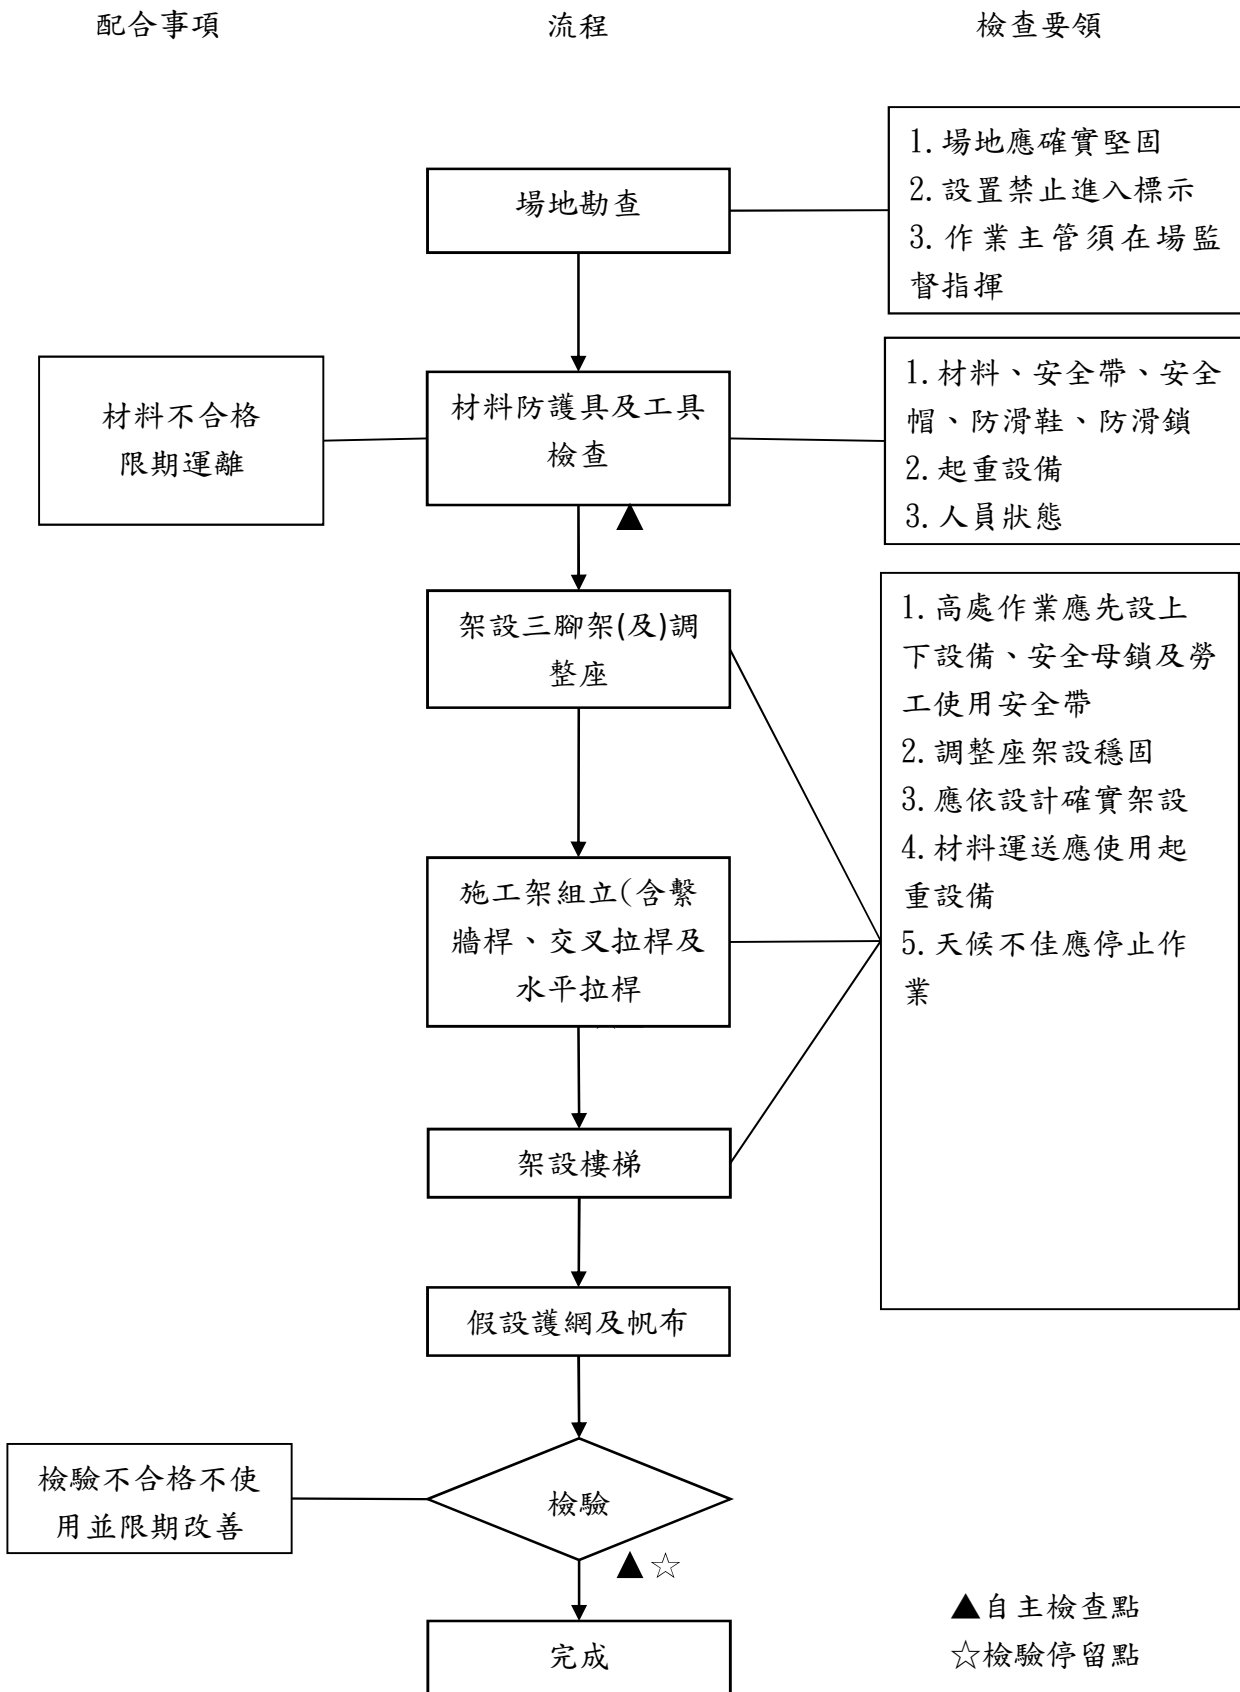 配合事項
流程
檢查要領
場地勘查
1.場地應確實堅固
2.設置禁止進入標示
3.作業主管須在場監
督指揮
材料不合格
限期運離
材料防護具及工具
檢查
▲
1.材料、安全帶、安全
帽、防滑鞋、防滑鎖
2.起重設備
3.人員狀態
架設三腳架(及)調
整座
1.高處作業應先設上
下設備、安全母鎖及勞
工使用安全帶
2.調整座架設穩固
3.應依設計確實架設
4.材料運送應使用起
重設備
5.天候不佳應停止作
業
施工架組立(含繫
牆桿、交叉拉桿及
水平拉桿
架設樓梯
假設護網及帆布
檢驗不合格不使
用並限期改善
檢驗
▲☆
完成
▲自主檢查點
☆檢驗停留點